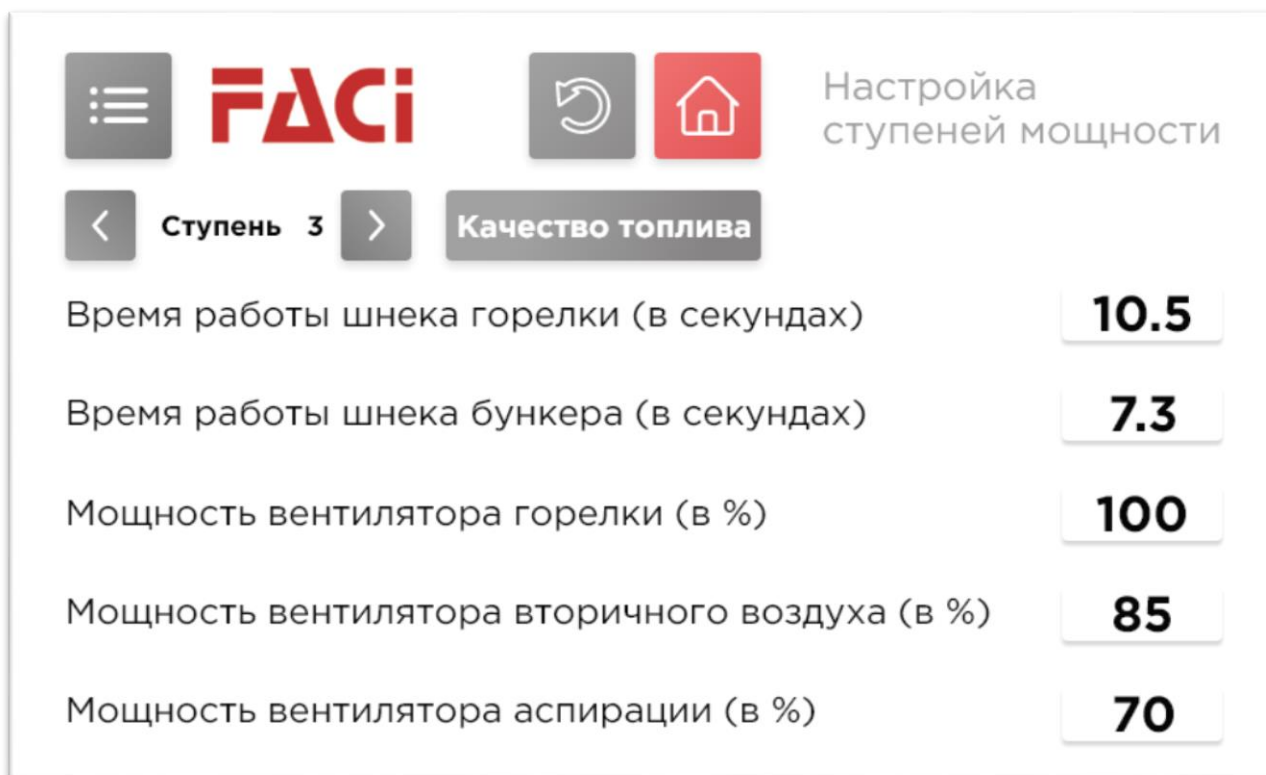 FACi
Настройка
ступеней мощности
Ступень 3
Качество топлива
Время работы шнека горелки (в секундах) 10.5
Время работы шнека бункера (в секундах) 7.3
Мощность вентилятора горелки (в %) 100
Мощность вентилятора вторичного воздуха (в %) 85
Мощность вентилятора аспирации (в %) 70